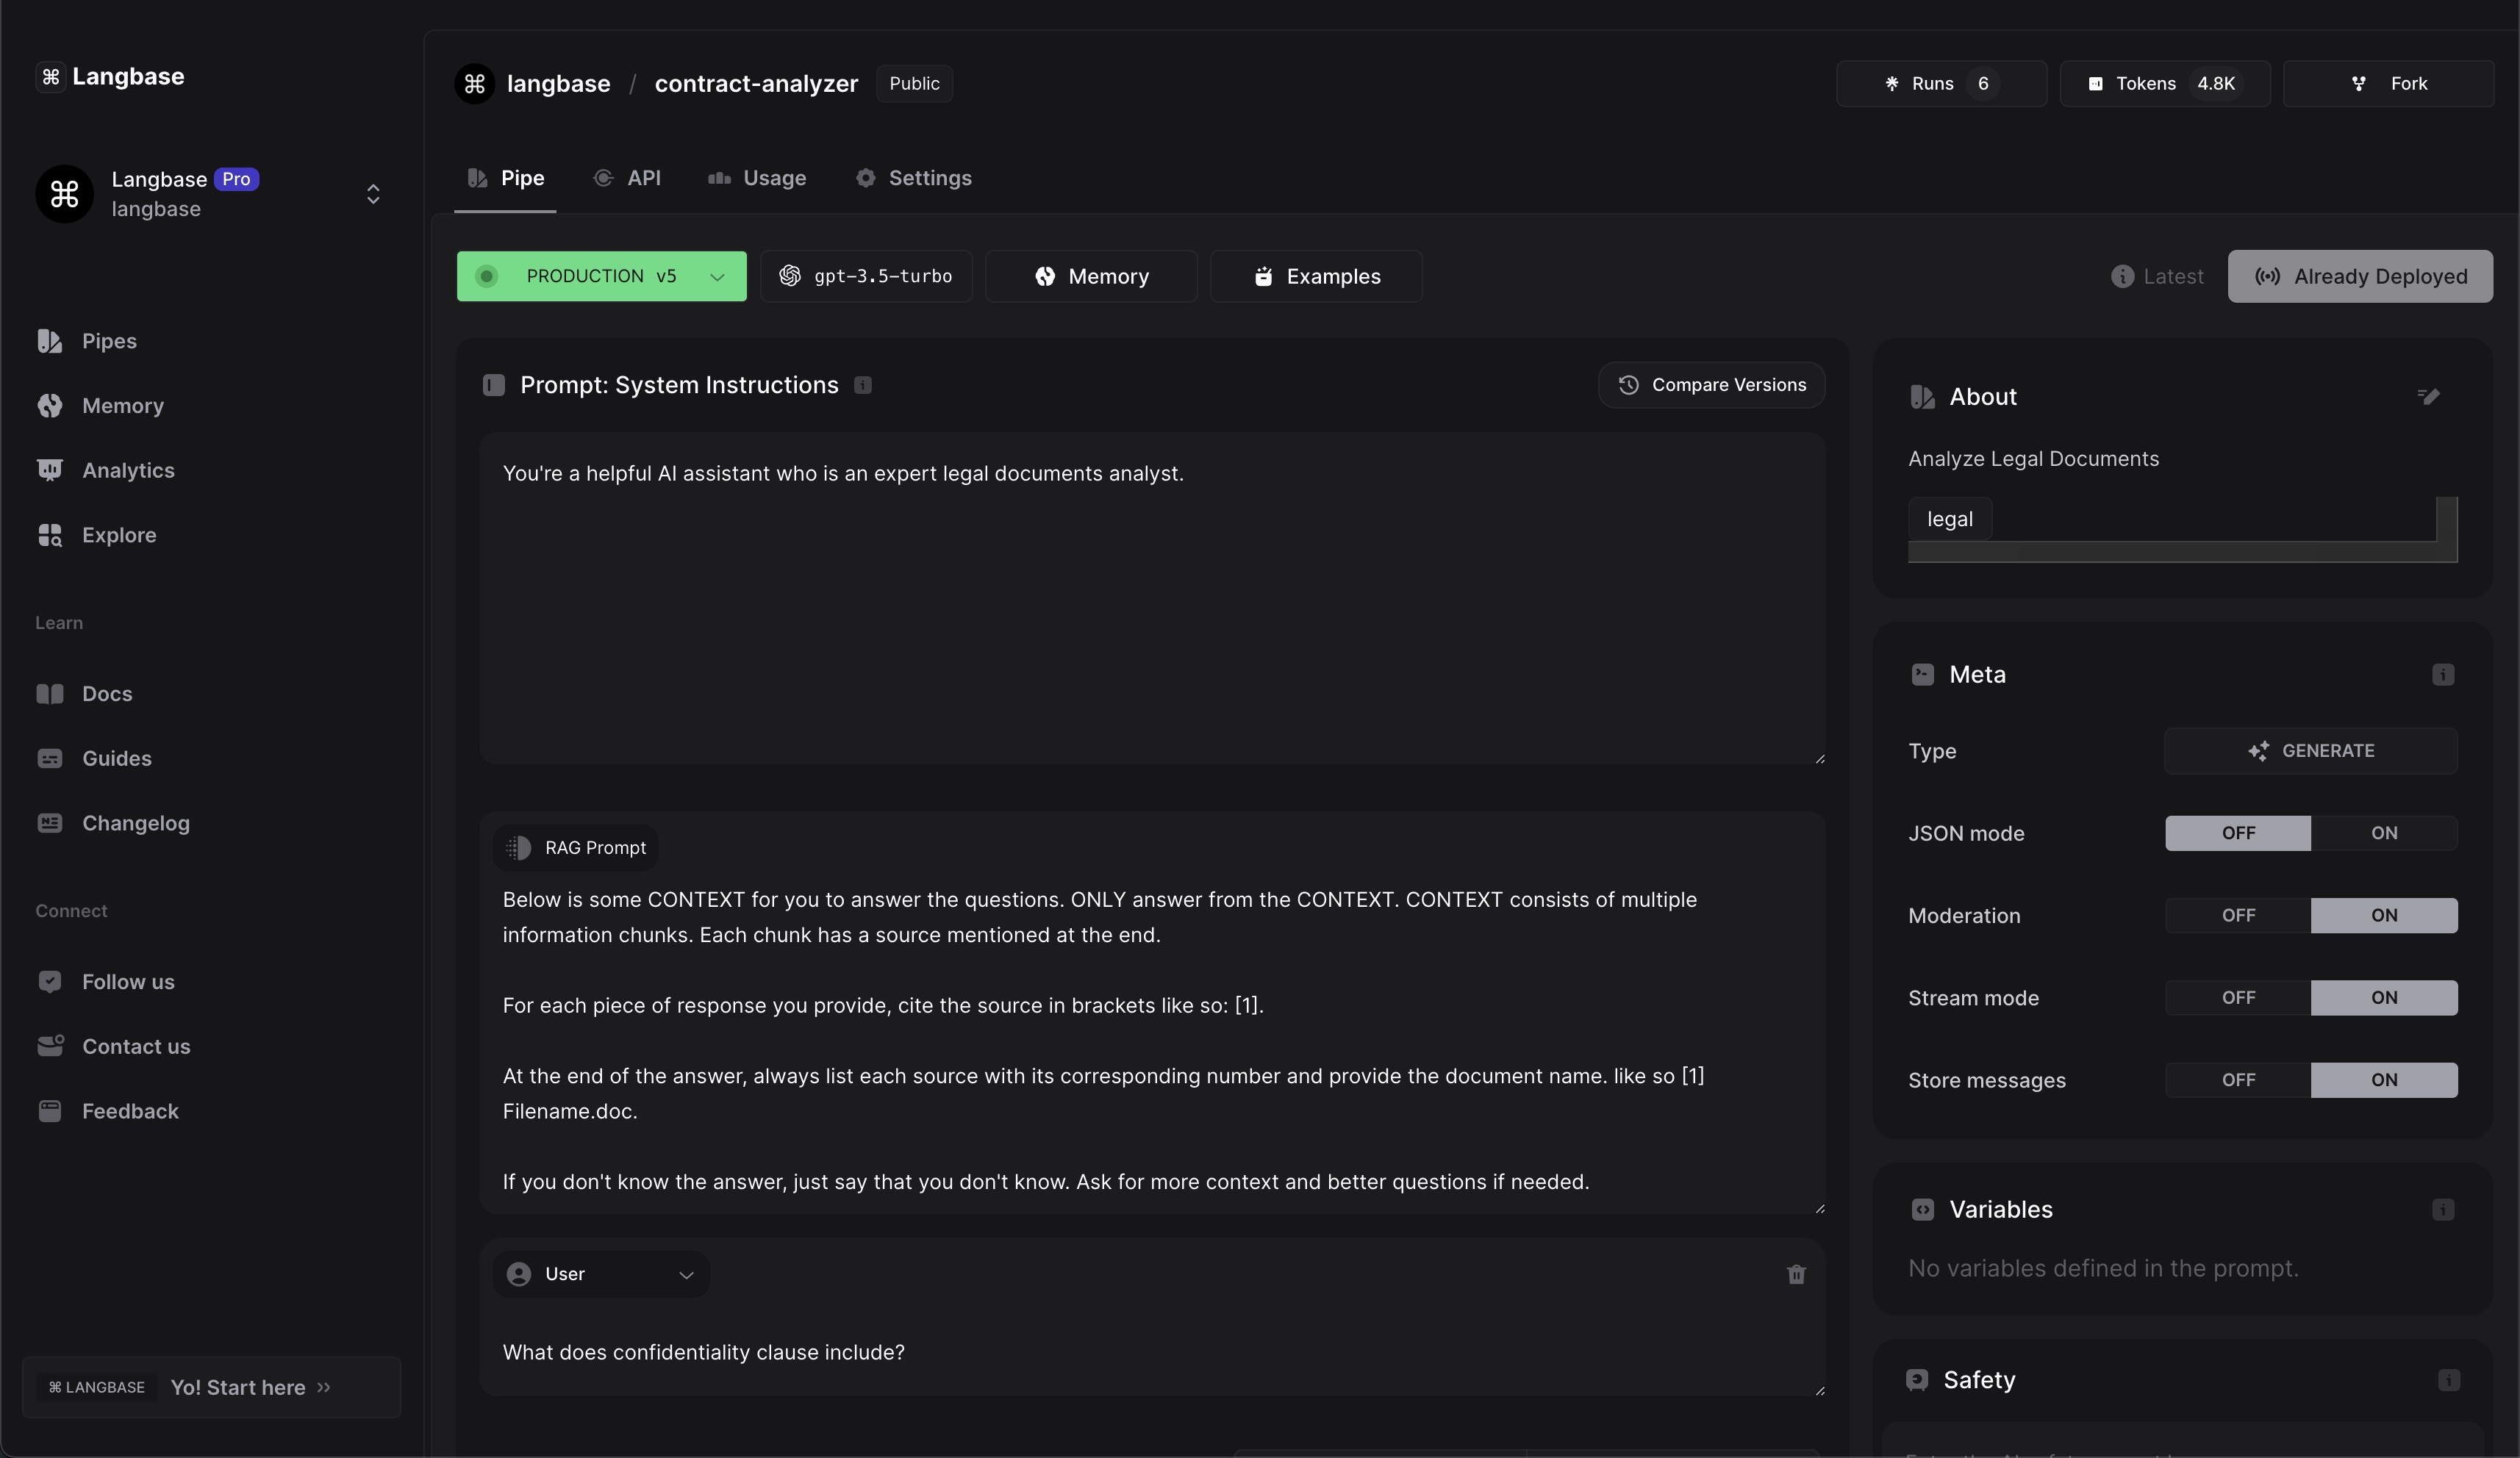 ⌘ Langbase
Langbase Pro
langbase
Pipes
Memory
Analytics
Explore
Learn
Docs
Guides
Changelog
Connect
Follow us
Contact us
Feedback
⌘ LANGBASE Yo! Start here »
langbase / contract-analyzer Public
Runs 6 Tokens 4.8K Fork
Pipe API Usage Settings
PRODUCTION v5 gpt-3.5-turbo Memory Examples Latest Already Deployed
Prompt: System Instructions Compare Versions
You're a helpful AI assistant who is an expert legal documents analyst.
RAG Prompt
Below is some CONTEXT for you to answer the questions. ONLY answer from the CONTEXT. CONTEXT consists of multiple
information chunks. Each chunk has a source mentioned at the end.
For each piece of response you provide, cite the source in brackets like so: [1].
At the end of the answer, always list each source with its corresponding number and provide the document name. like so [1]
Filename.doc.
If you don't know the answer, just say that you don't know. Ask for more context and better questions if needed.
User
What does confidentiality clause include?
About
Analyze Legal Documents
legal
Meta
Type GENERATE
JSON mode OFF ON
Moderation OFF ON
Stream mode OFF ON
Store messages OFF ON
Variables
No variables defined in the prompt.
Safety